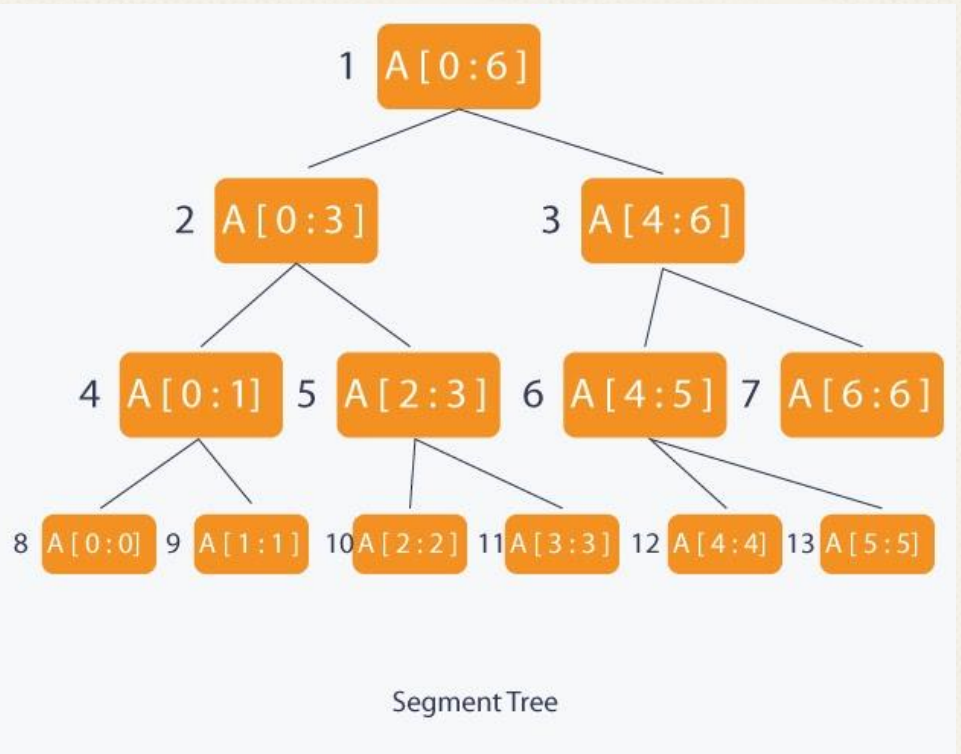 1 A[0:6]
2 A[0:3] 3 A[4:6]
4 A[0:1] 5 A[2:3] 6 A[4:5] 7 A[6:6]
8 A[0:0] 9 A[1:1] 10 A[2:2] 11 A[3:3] 12 A[4:4] 13 A[5:5]
Segment Tree